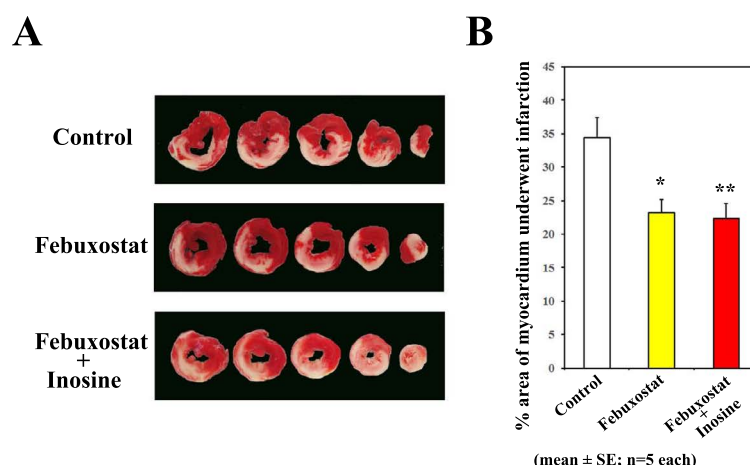 A
Control
Febuxostat
Febuxostat
+
Inosine
B
% area of myocardium underwent infarction
45
40
35
30
25
20
15
10
5
0
*
**
Control
Febuxostat
Febuxostat
+
Inosine
(mean ± SE; n=5 each)